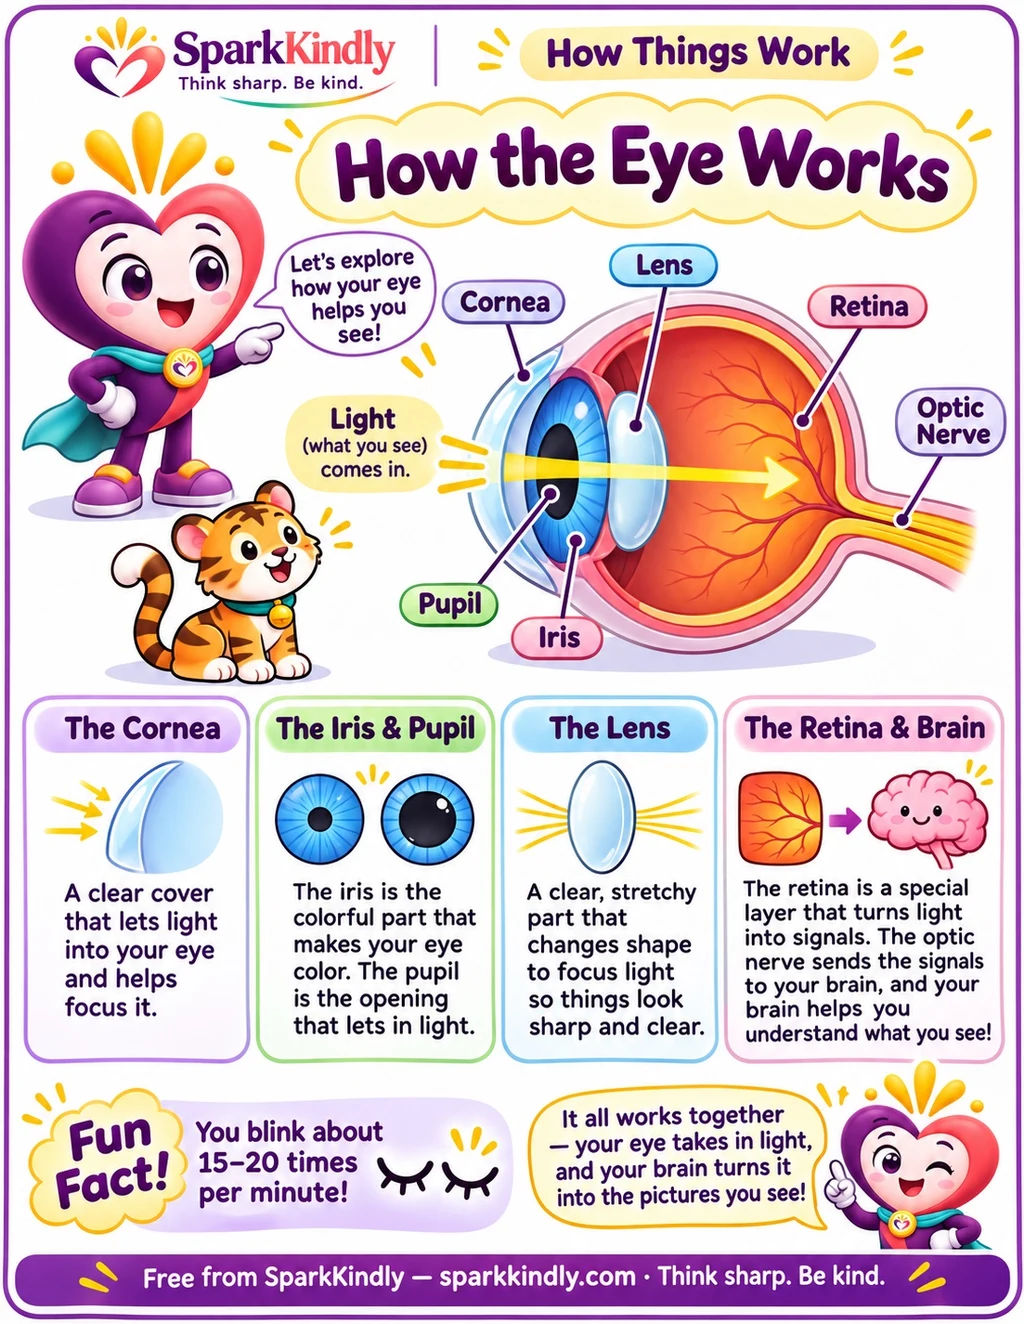 SparkKindly
Think sharp. Be kind.
How Things Work
How the Eye Works
Let's explore
how your eye
helps you
see!
Cornea
Lens
Retina
Optic
Nerve
Light
(what you see)
comes in.
Pupil
Iris
The Cornea
A clear cover
that lets light
into your eye
and helps
focus it.
The Iris & Pupil
The iris is the
colorful part that
makes your eye
color. The pupil
is the opening
that lets in light.
The Lens
A clear, stretchy
part that
changes shape
to focus light
so things look
sharp and clear.
The Retina & Brain
The retina is a special
layer that turns light
into signals. The optic
nerve sends the signals
to your brain, and your
brain helps you
understand what you see!
Fun
Fact!
You blink about
15–20 times
per minute!
It all works together
— your eye takes in light,
and your brain turns it
into the pictures you see!
Free from SparkKindly — sparkkindly.com · Think sharp. Be kind.